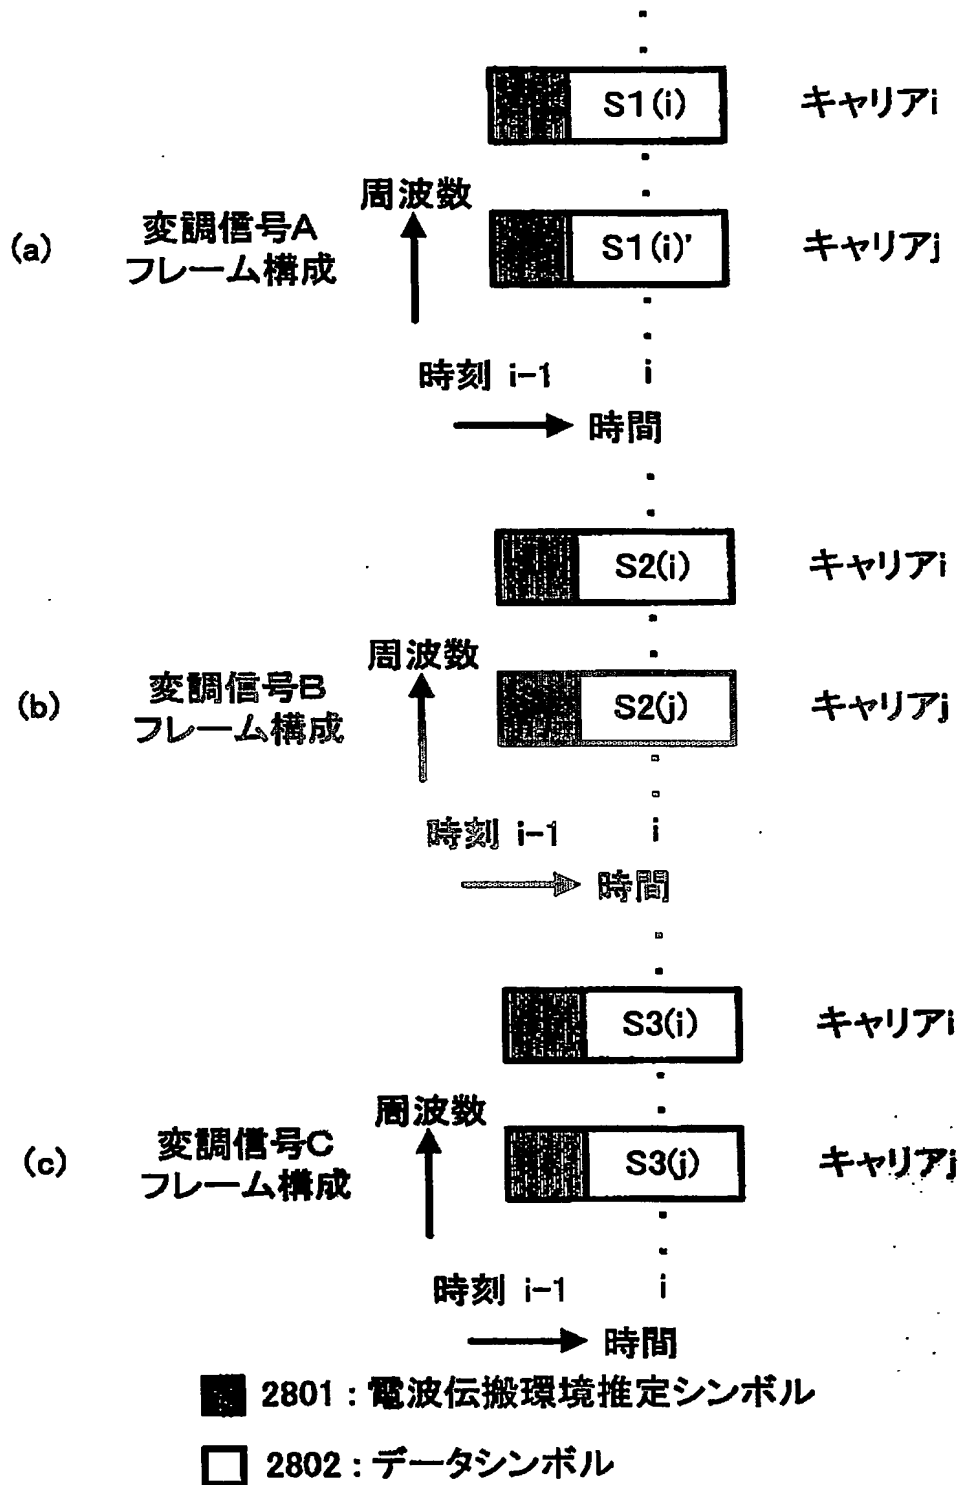 S1(i) キャリアi
周波数
(a) 変調信号A
フレーム構成
S1(i)' キャリアj
時刻 i-1 i
時間
S2(i) キャリアi
周波数
(b) 変調信号B
フレーム構成
S2(j) キャリアj
時刻 i-1 i
時間
S3(i) キャリアi
周波数
(c) 変調信号C
フレーム構成
S3(j) キャリアj
時刻 i-1 i
時間
2801 : 電波伝搬環境推定シンボル
2802 : データシンボル